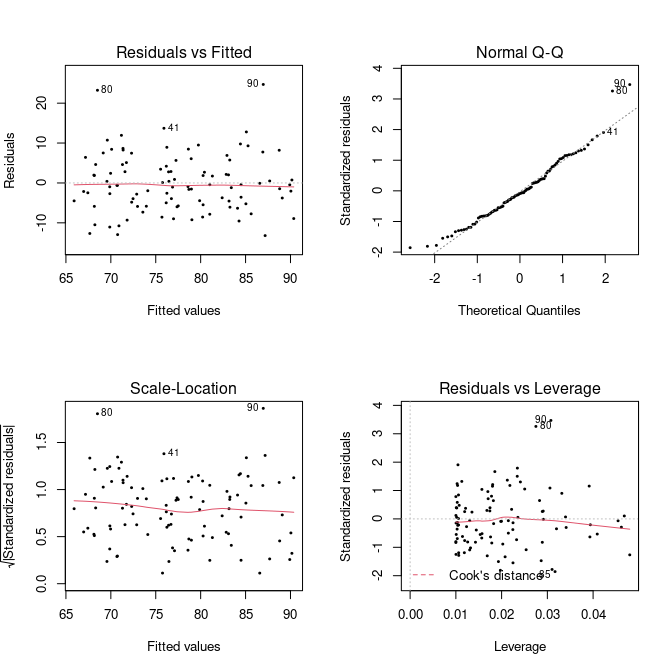 Residuals vs Fitted
Residuals
20
10
0
-10
80
90
41
65 70 75 80 85 90
Fitted values
Normal Q-Q
Standardized residuals
4
3
2
1
0
-1
-2
90
80
41
-2 -1 0 1 2
Theoretical Quantiles
Scale-Location
√|Standardized residuals|
1.5
1.0
0.5
0.0
80
90
41
65 70 75 80 85 90
Fitted values
Residuals vs Leverage
Standardized residuals
4
3
2
1
0
-1
-2
90
80
85
Cook's distance
0.00 0.01 0.02 0.03 0.04
Leverage